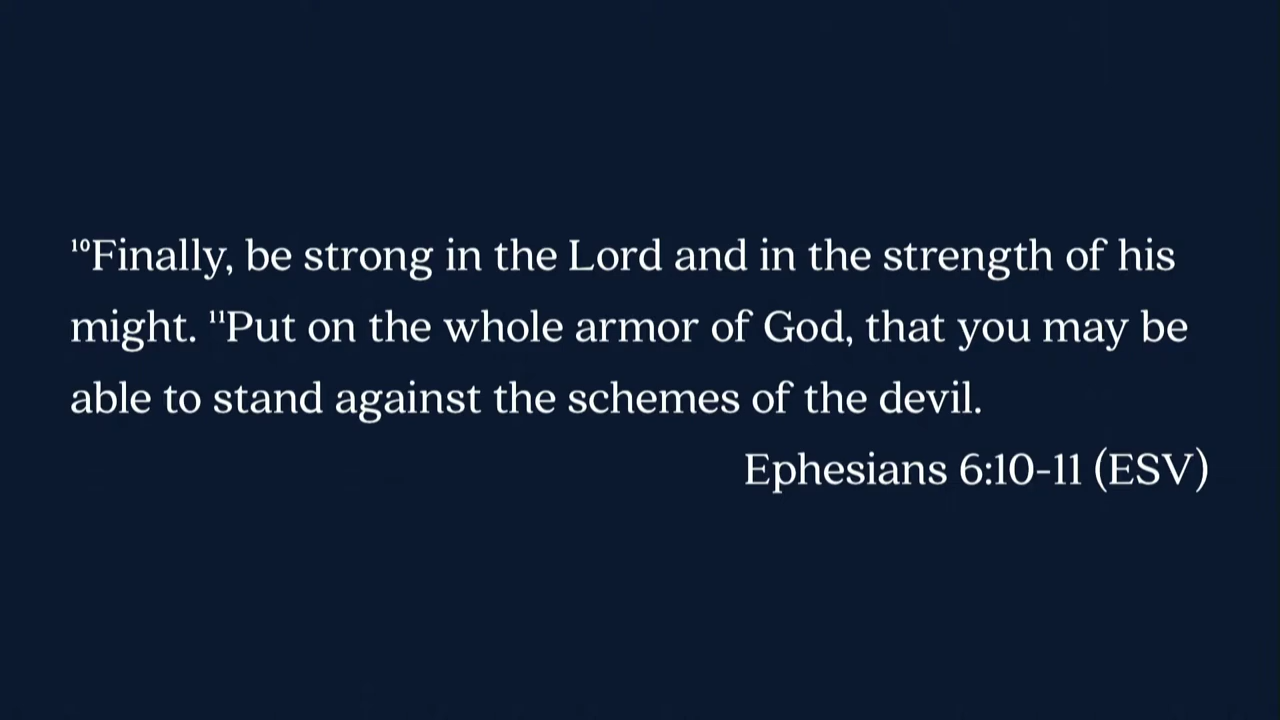 ¹⁰Finally, be strong in the Lord and in the strength of his
might. ¹¹Put on the whole armor of God, that you may be
able to stand against the schemes of the devil.
Ephesians 6:10-11 (ESV)